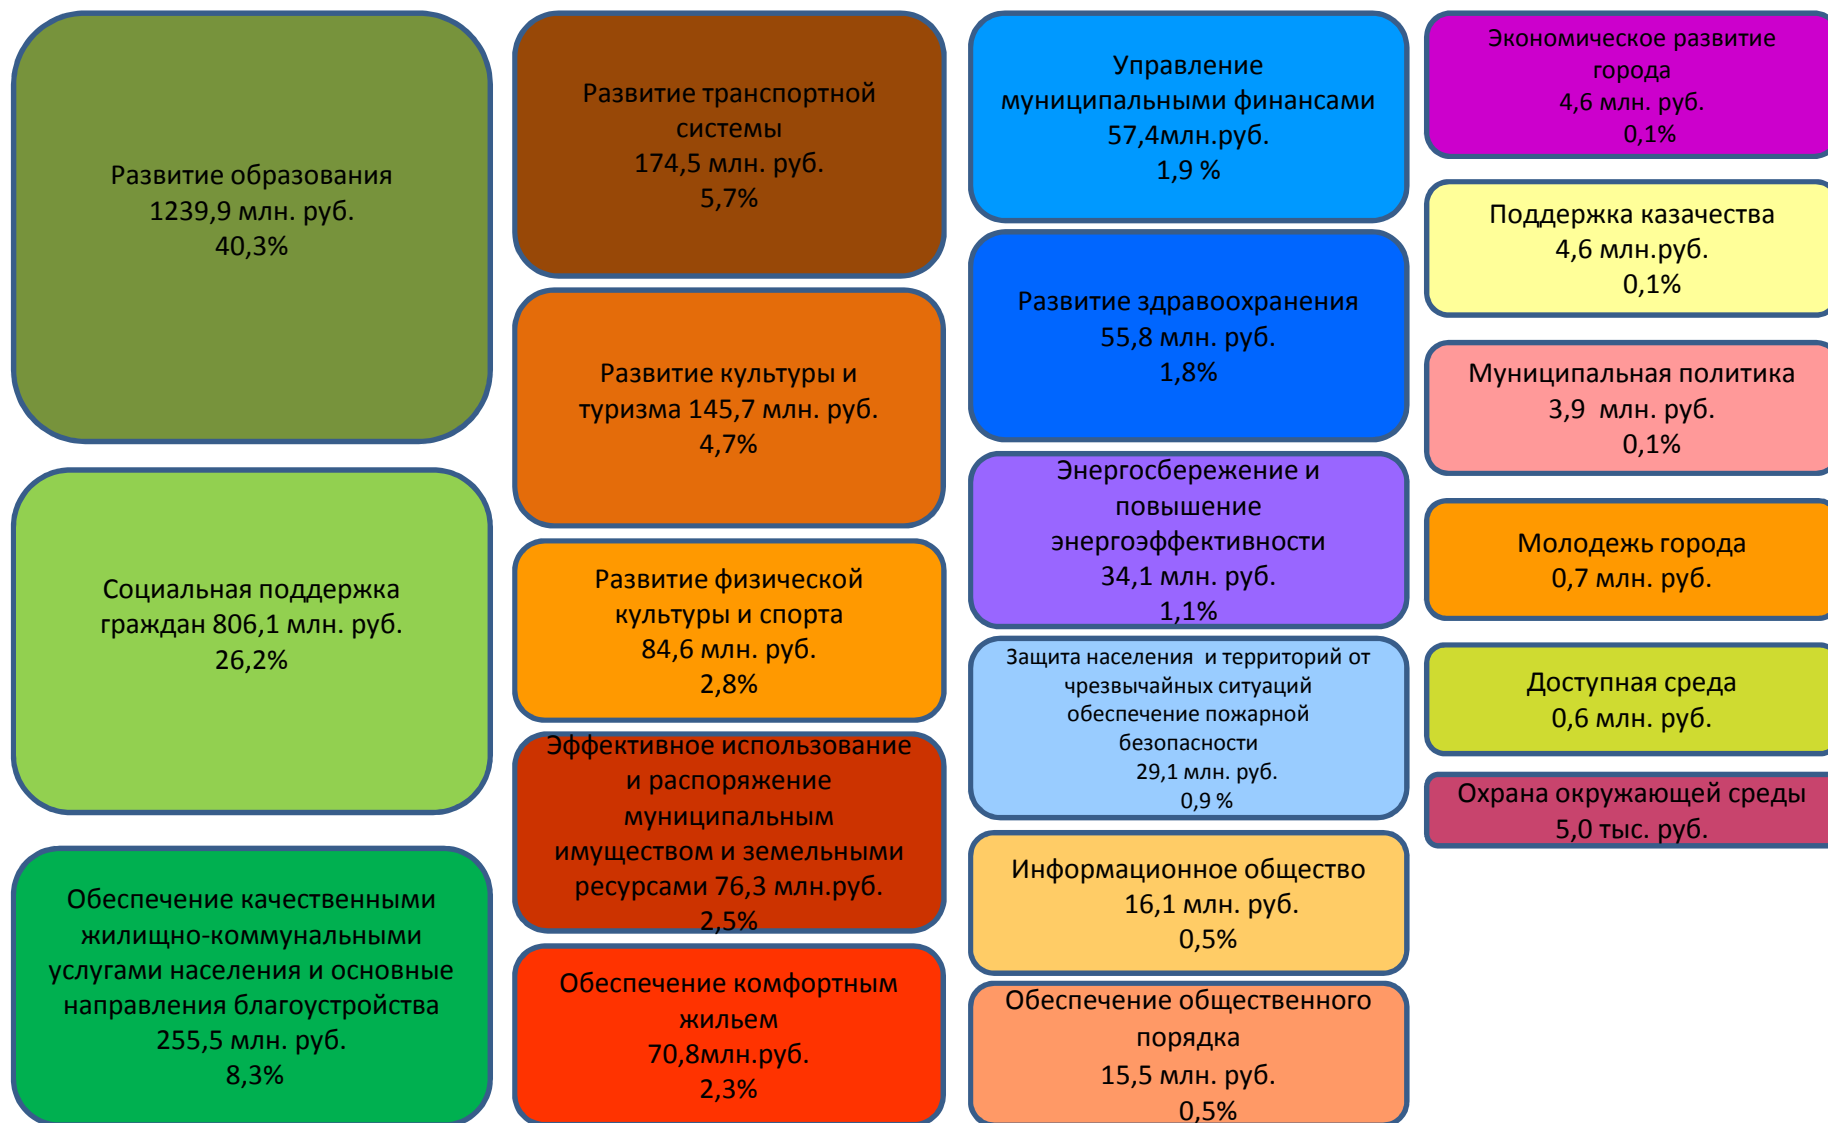 Развитие образования
1239,9 млн. руб.
40,3%
Социальная поддержка
граждан 806,1 млн. руб.
26,2%
Обеспечение качественными
жилищно-коммунальными
услугами населения и основные
направления благоустройства
255,5 млн. руб.
8,3%
Развитие транспортной
системы
174,5 млн. руб.
5,7%
Развитие культуры и
туризма 145,7 млн. руб.
4,7%
Развитие физической
культуры и спорта
84,6 млн. руб.
2,8%
Эффективное использование
и распоряжение
муниципальным
имуществом и земельными
ресурсами 76,3 млн.руб.
2,5%
Обеспечение комфортным
жильем
70,8млн.руб.
2,3%
Управление
муниципальными финансами
57,4млн.руб.
1,9 %
Развитие здравоохранения
55,8 млн. руб.
1,8%
Энергосбережение и
повышение
энергоэффективности
34,1 млн. руб.
1,1%
Защита населения и территорий от
чрезвычайных ситуаций
обеспечение пожарной
безопасности
29,1 млн. руб.
0,9 %
Информационное общество
16,1 млн. руб.
0,5%
Обеспечение общественного
порядка
15,5 млн. руб.
0,5%
Экономическое развитие
города
4,6 млн. руб.
0,1%
Поддержка казачества
4,6 млн.руб.
0,1%
Муниципальная политика
3,9 млн. руб.
0,1%
Молодежь города
0,7 млн. руб.
Доступная среда
0,6 млн. руб.
Охрана окружающей среды
5,0 тыс. руб.